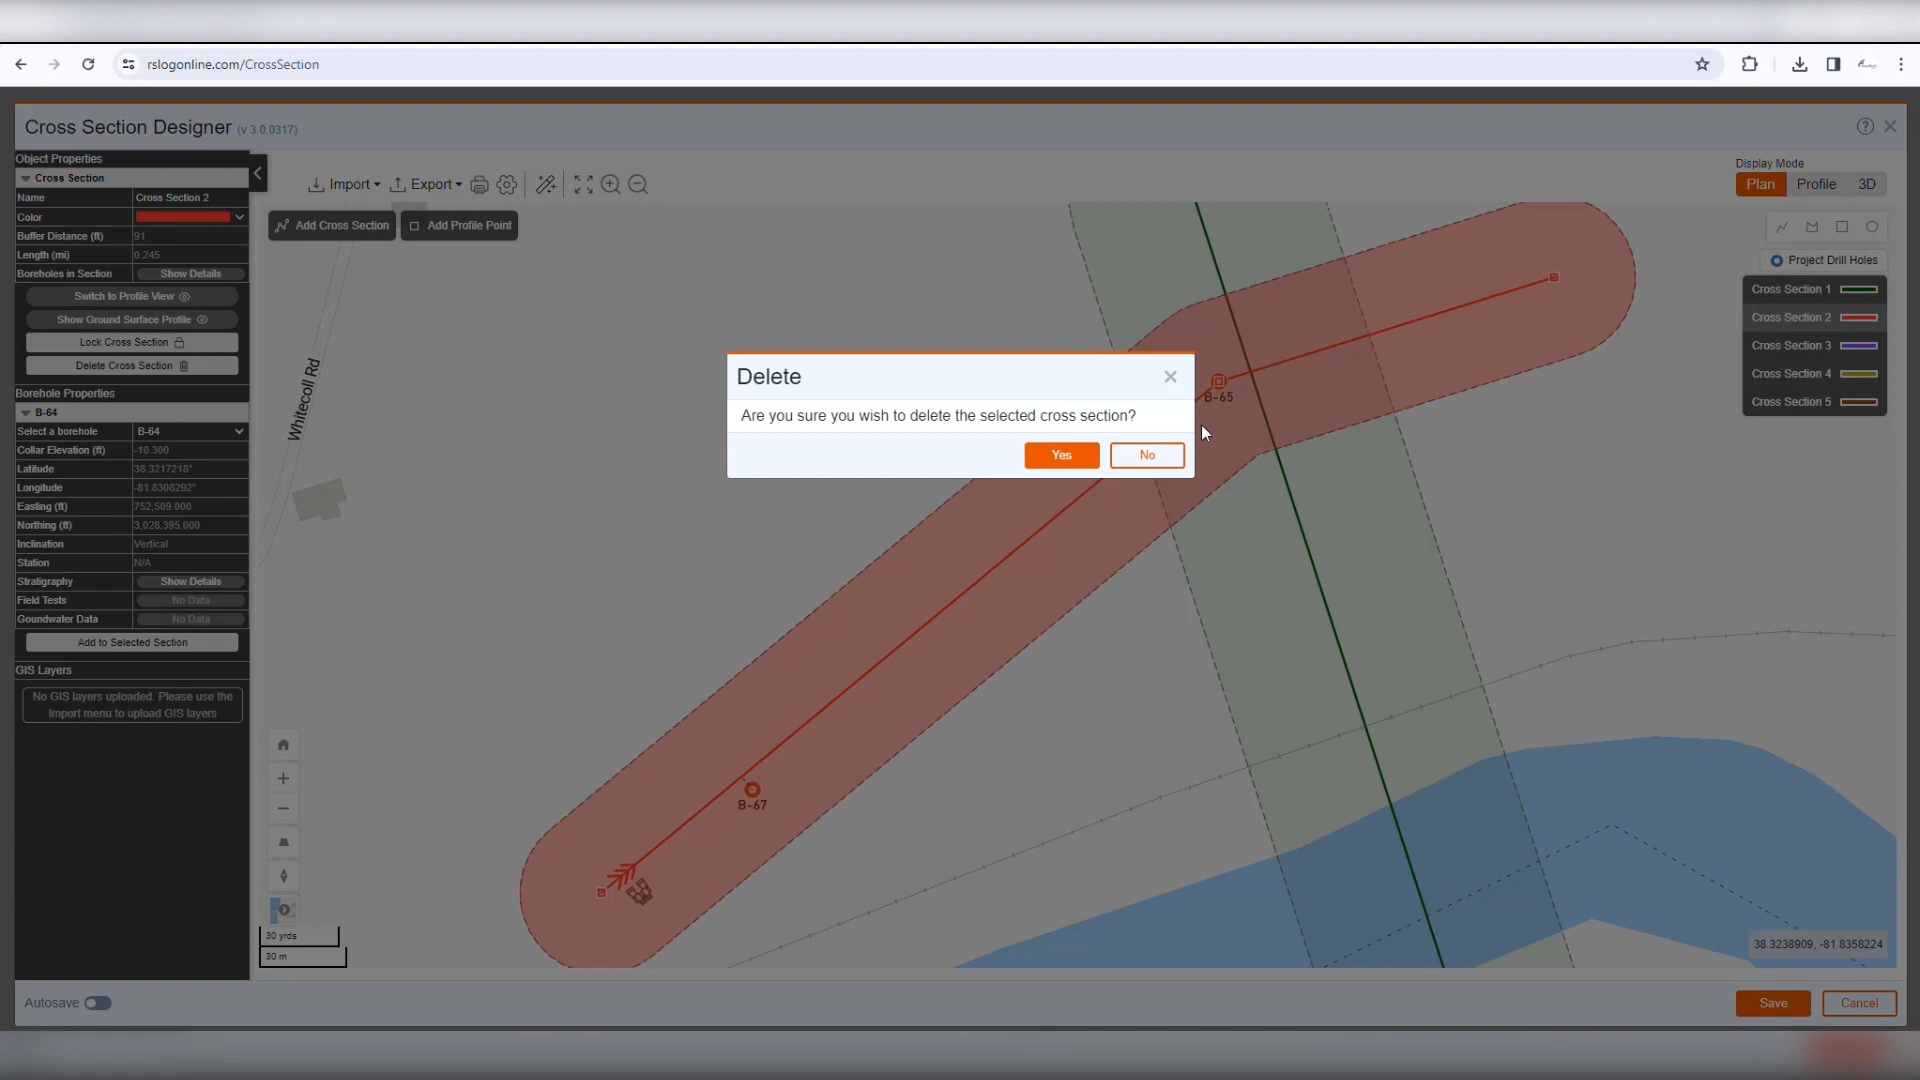 rslogonline.com/CrossSection
Cross Section Designer (v 3.0.0317)
Object Properties
Cross Section
Name Cross Section 2
Color
Buffer Distance (ft) 91
Length (mi) 0.245
Boreholes in Section Show Details
Switch to Profile View
Show Ground Surface Profile
Lock Cross Section
Delete Cross Section
Borehole Properties
B-64
Select a borehole B-64
Collar Elevation (ft) -10.300
Latitude 38.3217218°
Longitude -81.8308292°
Easting (ft) 752,509.000
Northing (ft) 3,028,395.000
Inclination Vertical
Station N/A
Stratigraphy Show Details
Field Tests No Data
Goundwater Data No Data
Add to Selected Section
GIS Layers
No GIS layers uploaded. Please use the
Import menu to upload GIS layers
Import Export
Add Cross Section Add Profile Point
Display Mode
Plan Profile 3D
Project Drill Holes
Cross Section 1
Cross Section 2
Cross Section 3
Cross Section 4
Cross Section 5
Whitecoll Rd
Delete
Are you sure you wish to delete the selected cross section?
Yes No
B-65
B-67
30 yrds
30 m
38.3238909, -81.8358224
Autosave
Save Cancel